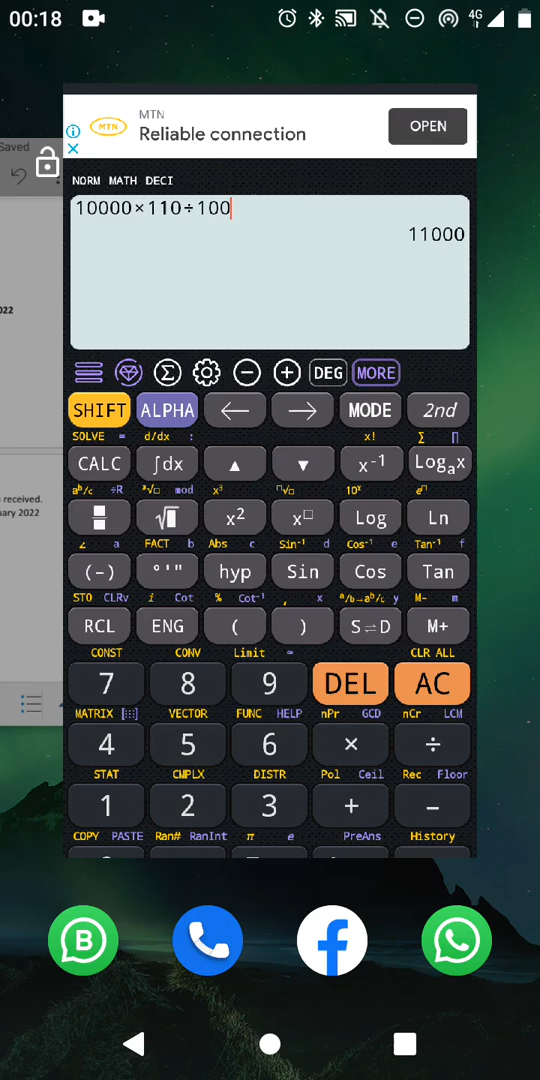 00:18
4G
Saved
MTN
MTN
Reliable connection
OPEN
022
NORM MATH DECI
10000×110÷100
11000
DEG MORE
SHIFT ALPHA ← → MODE 2nd
SOLVE = d/dx : x! ∑ ∏
CALC ∫dx ▲ ▼ x⁻¹ Logₐx
aᵇ/c ÷R ³√□ mod x³ □√□ 10ˣ e□
√□ x² x□ Log Ln
∠ a FACT b Abs c Sin⁻¹ d Cos⁻¹ e Tan⁻¹ f
(−) °'" hyp Sin Cos Tan
STO CLRv i Cot % Cot⁻¹ , x ᵃ/b→aᵇ/c y M− m
RCL ENG ( ) S⇌D M+
CONST CONV Limit ∞ CLR ALL
7 8 9 DEL AC
MATRIX [⋮⋮⋮] VECTOR FUNC HELP nPr GCD nCr LCM
4 5 6 × ÷
STAT CMPLX DISTR Pol Ceil Rec Floor
1 2 3 + −
COPY PASTE Ran# RanInt π e PreAns History
received.
ary 2022
B